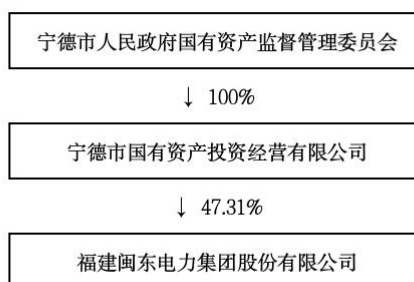 宁德市人民政府国有资产监督管理委员会
↓ 100%
宁德市国有资产投资经营有限公司
↓ 47.31%
福建闽东电力集团股份有限公司